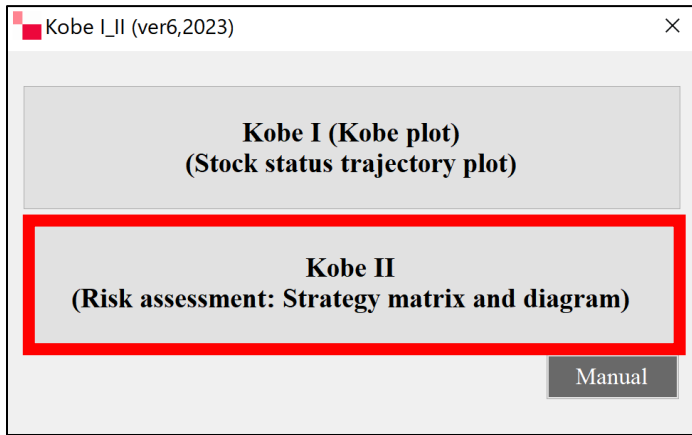 Kobe I_II (ver6,2023)
Kobe I (Kobe plot)
(Stock status trajectory plot)
Kobe II
(Risk assessment: Strategy matrix and diagram)
Manual